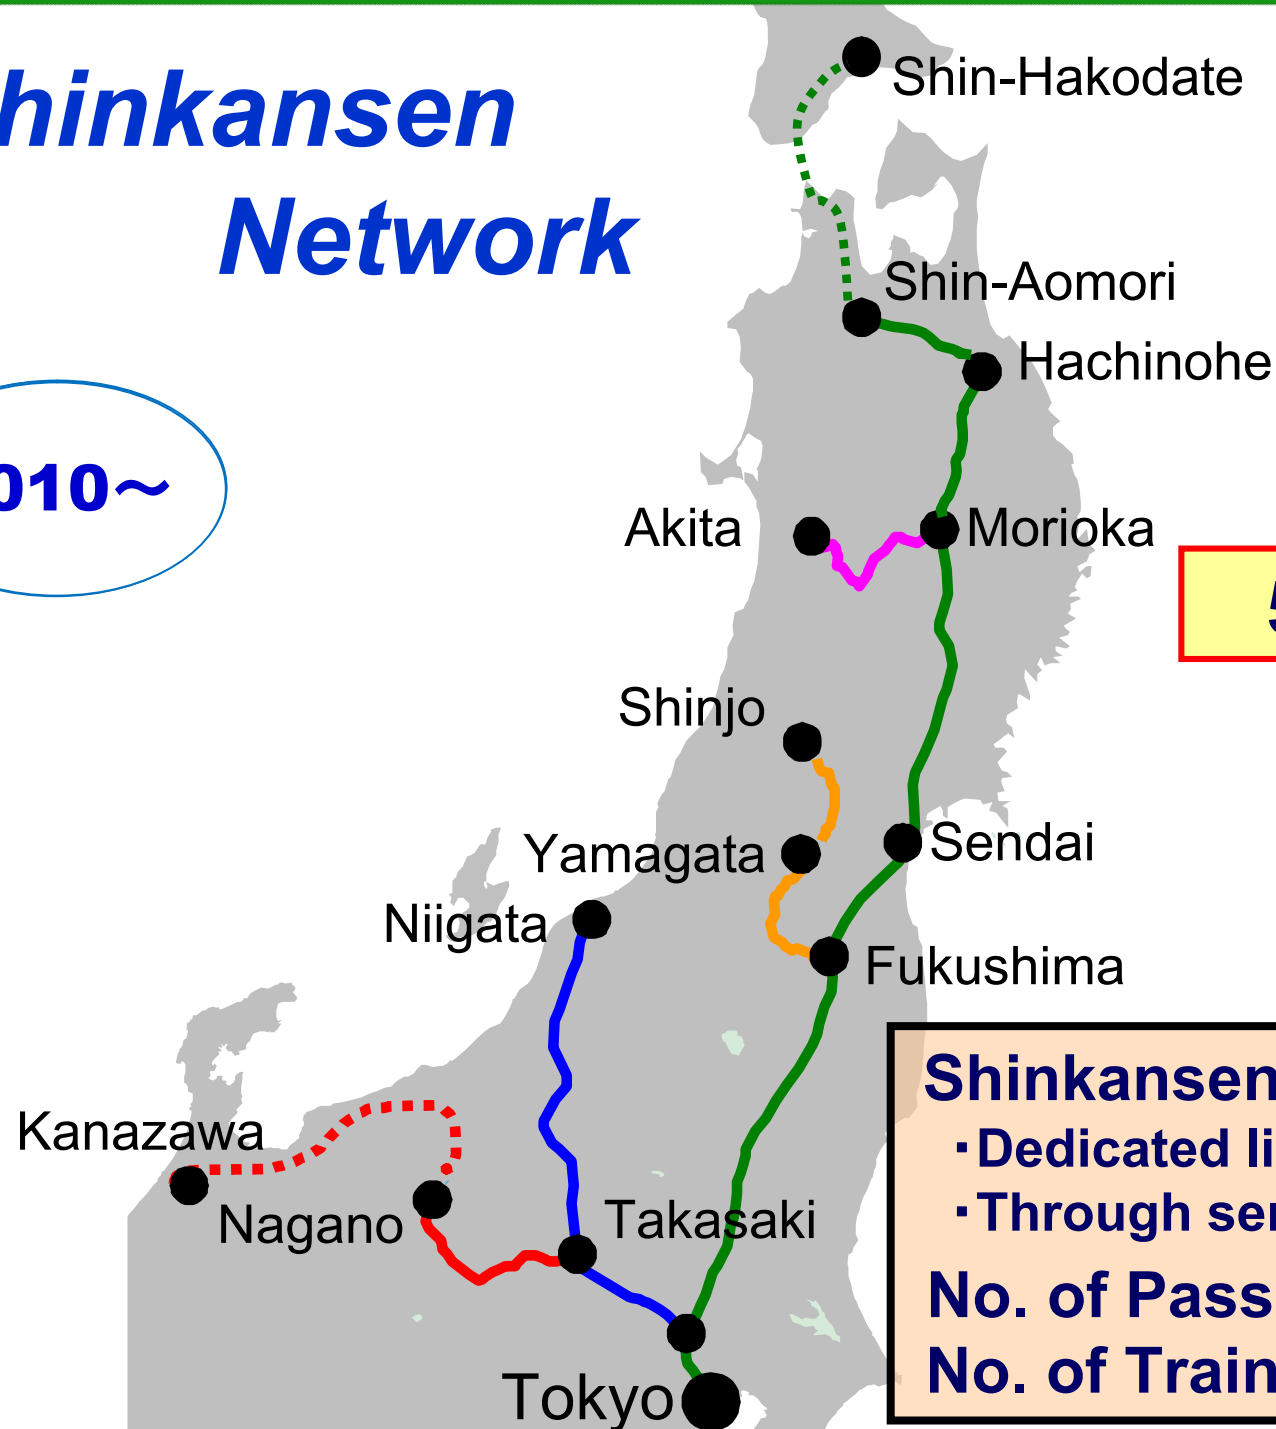 hinkansen
Network
Shin-Hakodate
Shin-Aomori
Hachinohe
010～
Akita
Morioka
5
Shinjo
Yamagata
Sendai
Niigata
Fukushima
Kanazawa
Nagano
Takasaki
Tokyo
Shinkansen
･Dedicated li
･Through ser
No. of Pass
No. of Train